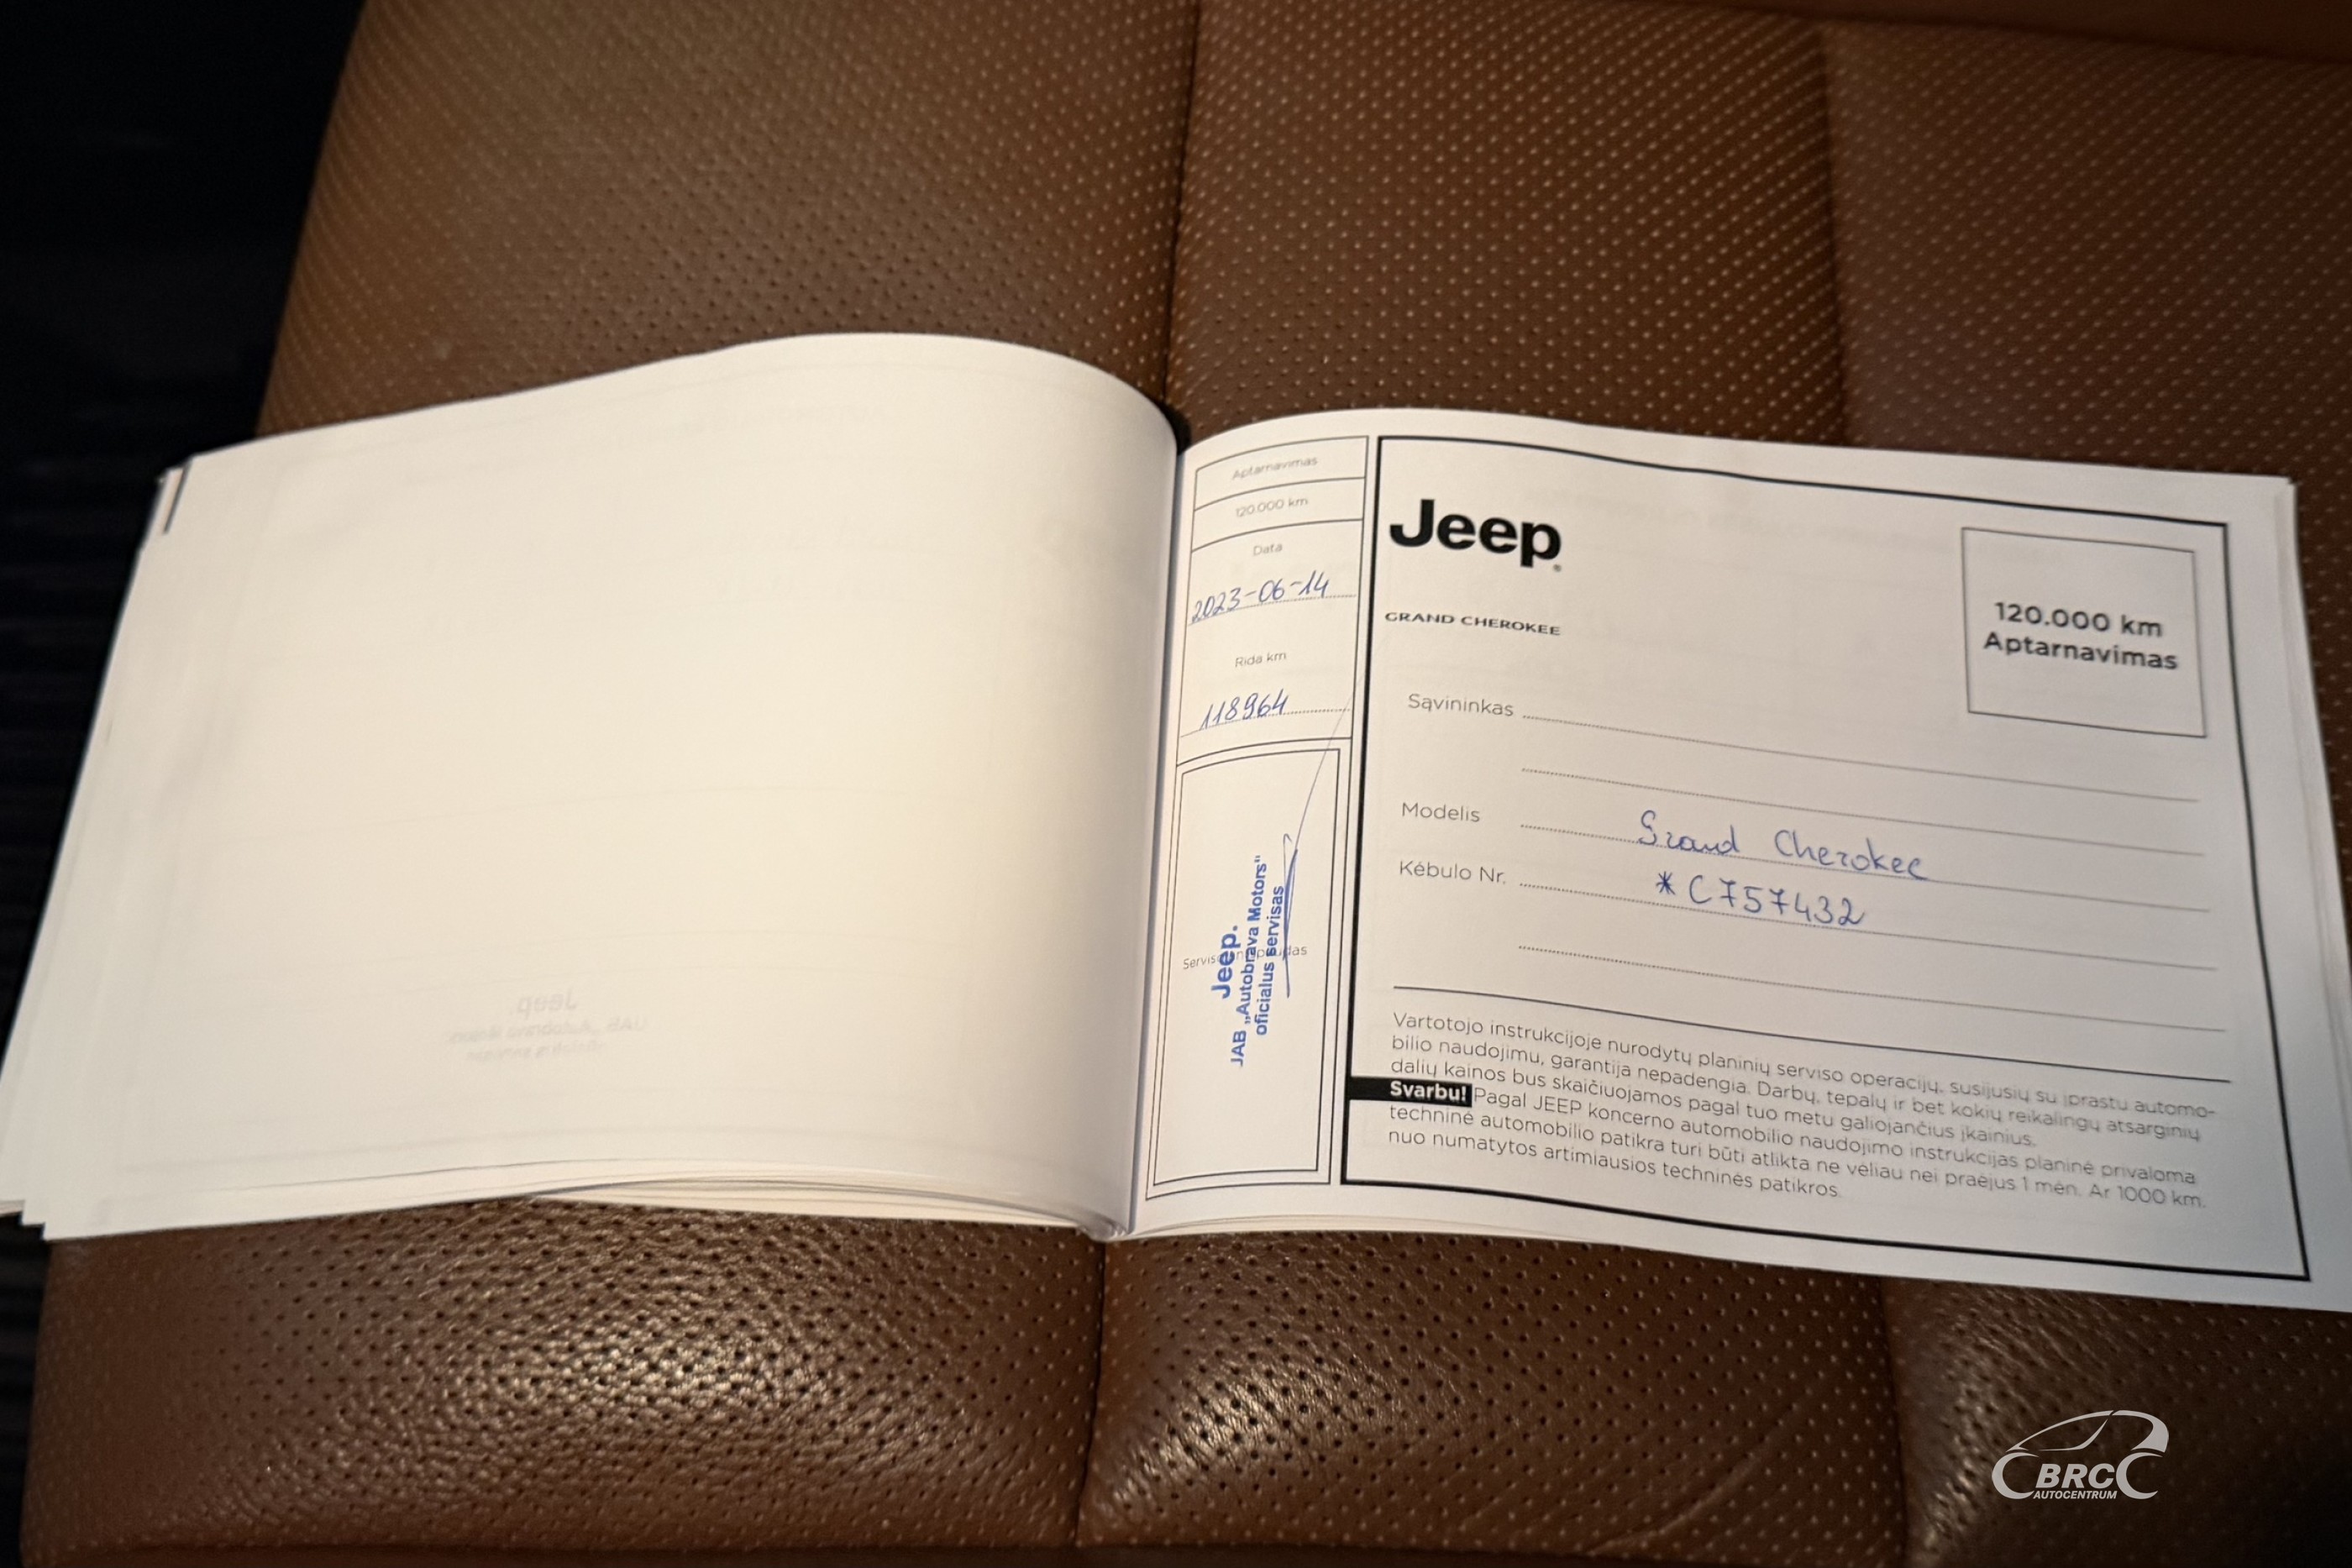 Aptarnavimas
120.000 km
Data
2023-06-14
Rida km
118964
Jeep.
JAB „Autobrava Motors"
oficialus servisas
Jeep
GRAND CHEROKEE
120.000 km
Aptarnavimas
Sąvininkas
Modelis Grand Cherokee
Kėbulo Nr. *C757432
Vartotojo instrukcijoje nurodytų planinių serviso operacijų, susijusių su įprastu automo-
bilio naudojimu, garantija nepadengia. Darbų, tepalų ir bet kokių reikalingų atsarginių
dalių kainos bus skaičiuojamos pagal tuo metu galiojančius įkainius.
Svarbu! Pagal JEEP koncerno automobilio naudojimo instrukcijas planinė privaloma
techninė automobilio patikra turi būti atlikta ne vėliau nei praėjus 1 mėn. Ar 1000 km.
nuo numatytos artimiausios techninės patikros.
BRC
AUTOCENTRUM